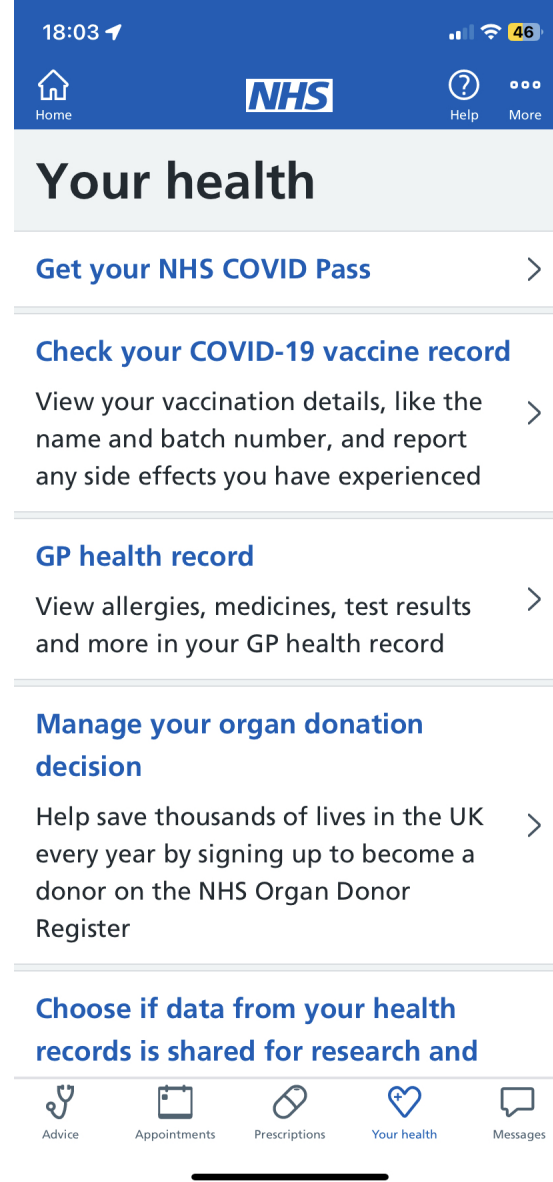 18:03
46
Home
NHS
Help
More
Your health
Get your NHS COVID Pass
Check your COVID-19 vaccine record
View your vaccination details, like the
name and batch number, and report
any side effects you have experienced
GP health record
View allergies, medicines, test results
and more in your GP health record
Manage your organ donation
decision
Help save thousands of lives in the UK
every year by signing up to become a
donor on the NHS Organ Donor
Register
Choose if data from your health
records is shared for research and
Advice
Appointments
Prescriptions
Your health
Messages